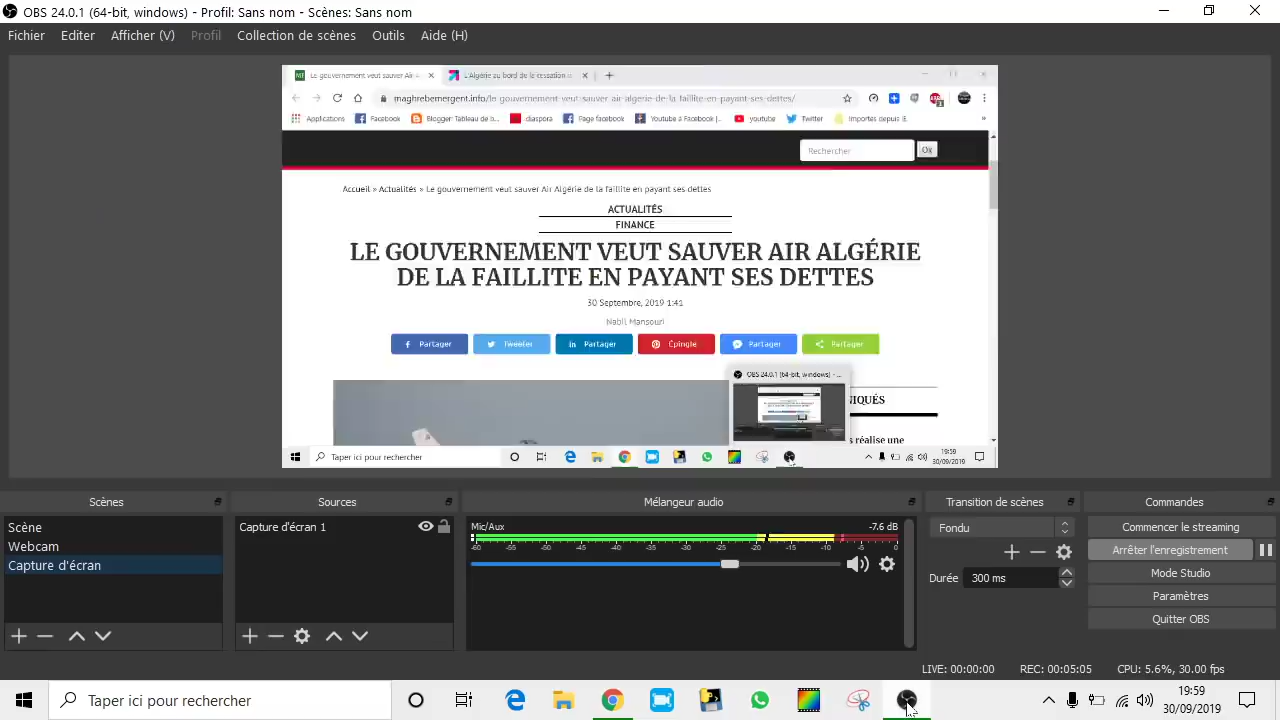 OBS 24.0.1 (64-bit, windows) - Profil: Sans nom - Scènes: Sans nom
Fichier Editer Afficher (V) Profil Collection de scènes Outils Aide (H)
Le gouvernement veut sauver Air L'Algérie au bord de la cessation
maghrebemergent.info/le-gouvernement-veut-sauver-air-algerie-de-la-faillite-en-payant-ses-dettes/
Applications Facebook Blogger: Tableau de b... diaspora Page facebook Youtube à Facebook |... youtube Twitter Importés depuis IE »
Rechercher Ok
Accueil » Actualités » Le gouvernement veut sauver Air Algérie de la faillite en payant ses dettes
ACTUALITÉS
FINANCE
LE GOUVERNEMENT VEUT SAUVER AIR ALGÉRIE
DE LA FAILLITE EN PAYANT SES DETTES
30 Septembre, 2019 1:41
Nabil Mansouri
Partager Tweeter Partager Épingle Partager Partager
OBS 24.0.1 (64-bit, windows) - ...
NIQUÉS
s réalise une
Taper ici pour rechercher 19:59
30/09/2019
Scènes Sources Mélangeur audio Transition de scènes Commandes
Scène
Webcam
Capture d'écran
Capture d'écran 1
Mic/Aux -7.6 dB
-60 -55 -50 -45 -40 -35 -30 -25 -20 -15 -10 -5 0
Fondu
Durée 300 ms
Commencer le streaming
Arrêter l'enregistrement
Mode Studio
Paramètres
Quitter OBS
LIVE: 00:00:00 REC: 00:05:05 CPU: 5.6%, 30.00 fps
Taper ici pour rechercher 19:59
30/09/2019